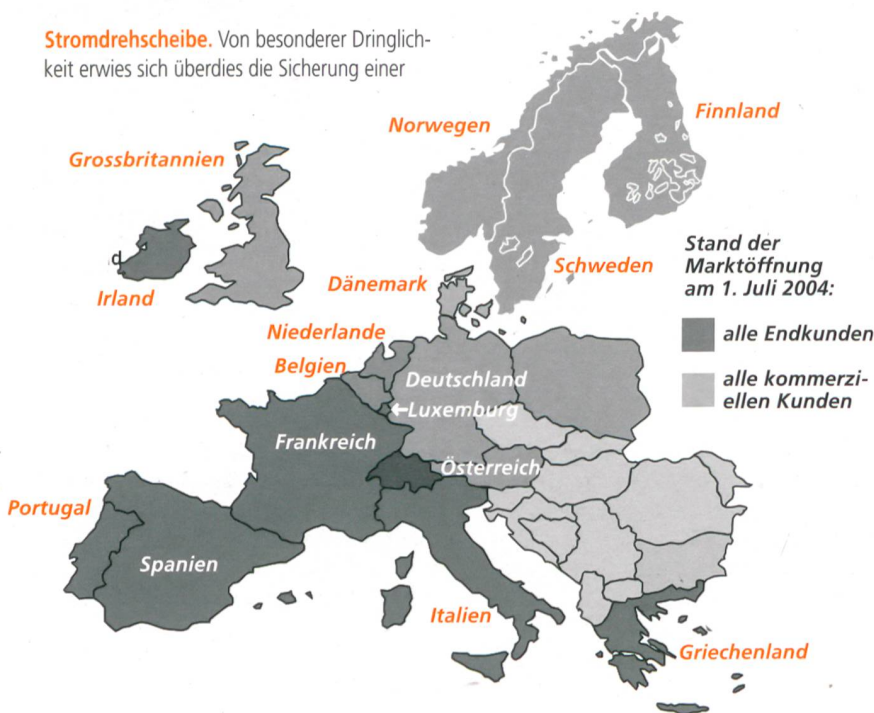 Stromdrehscheibe. Von besonderer Dringlich-
keit erwies sich überdies die Sicherung einer
Norwegen
Finnland
Grossbritannien
d
Irland
Dänemark
Schweden
Stand der
Marktöffnung
am 1. Juli 2004:
alle Endkunden
alle kommerzi-
ellen Kunden
Niederlande
Belgien
Deutschland
←Luxemburg
Frankreich
Österreich
Portugal
Spanien
Italien
Griechenland